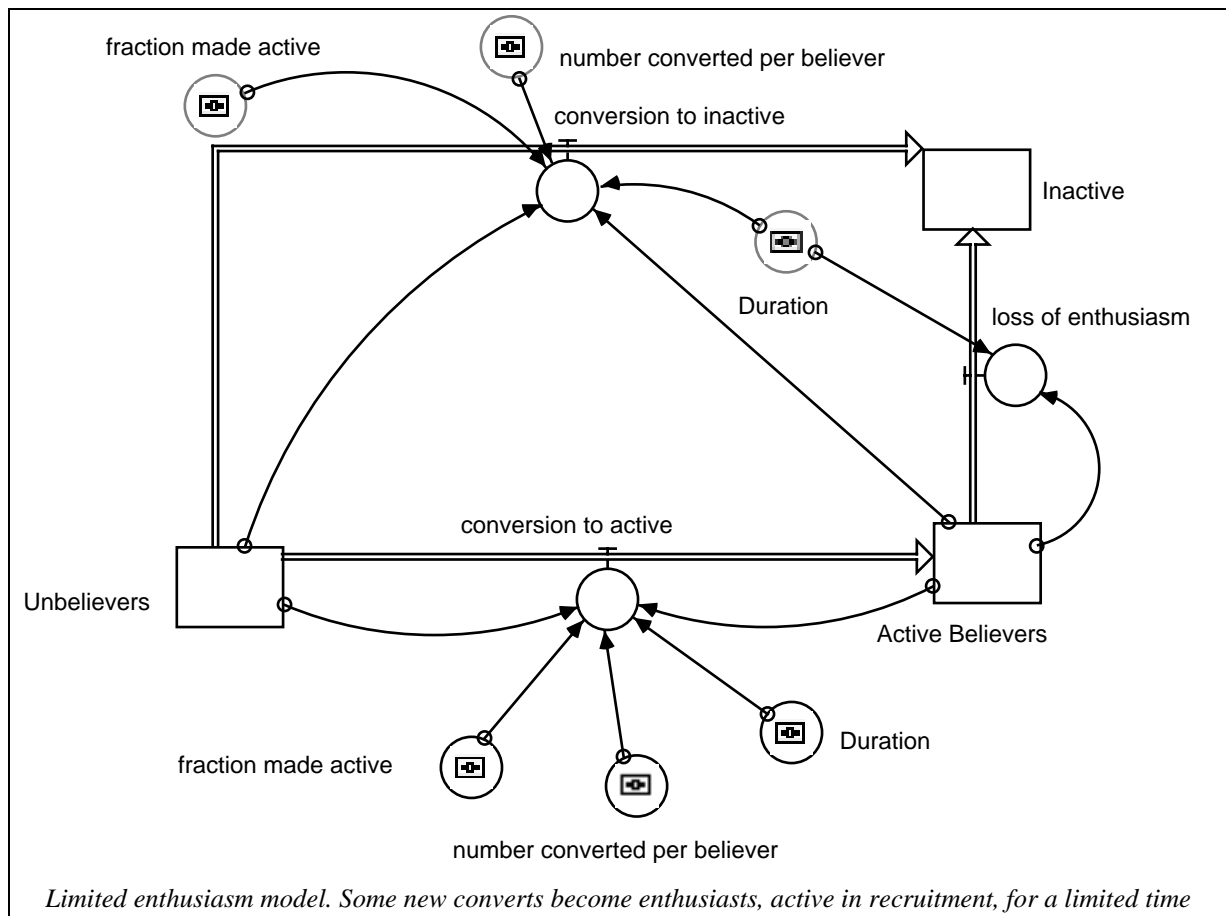 fraction made active
number converted per believer
conversion to inactive
Inactive
Duration
loss of enthusiasm
conversion to active
Unbelievers
Active Believers
fraction made active
Duration
number converted per believer
Limited enthusiasm model. Some new converts become enthusiasts, active in recruitment, for a limited time